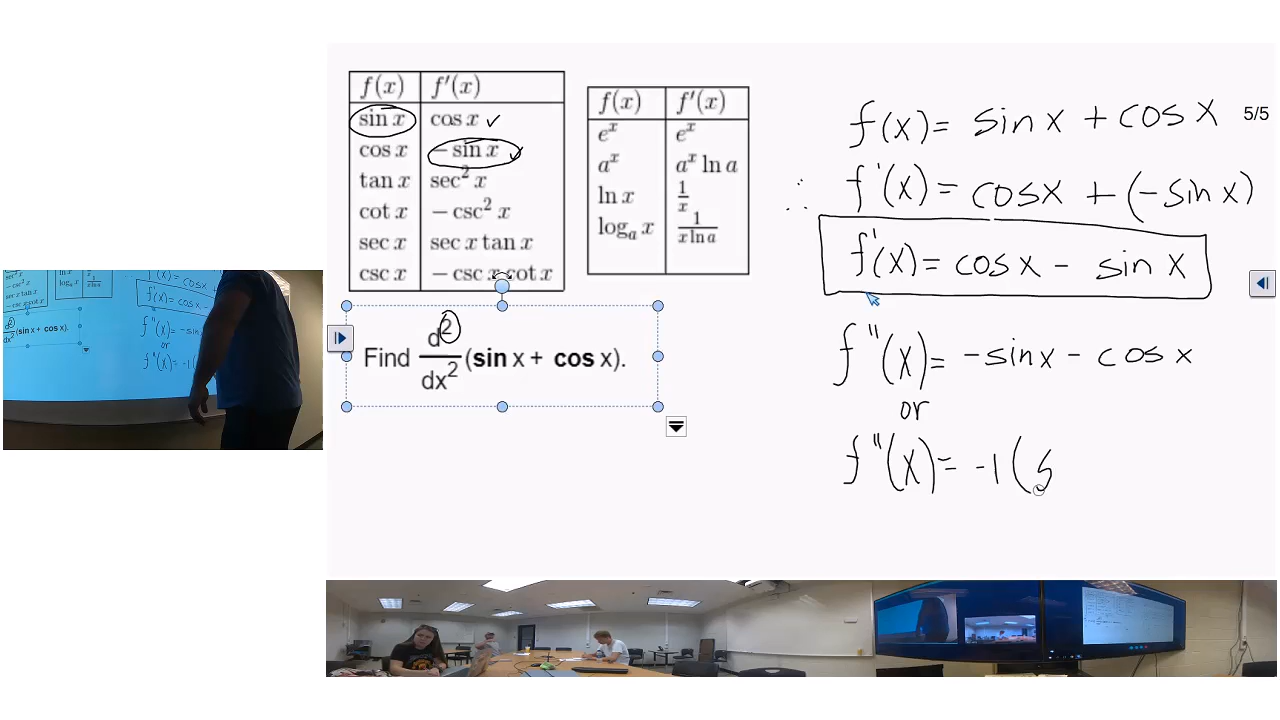 f(x) f'(x)
sin x cos x ✓
cos x − sin x ✓
tan x sec² x
cot x − csc² x
sec x sec x tan x
csc x − csc x cot x
f(x) f'(x)
eˣ eˣ
aˣ aˣ ln a
ln x 1/x
logₐ x 1/(x ln a)
Find d²/dx² (sin x + cos x).
f(x) = sin x + cos x
5/5
∴ f'(x) = cos x + (− sin x)
f'(x) = cos x − sin x
f''(x) = − sin x − cos x
or
f''(x) = -1 ( s